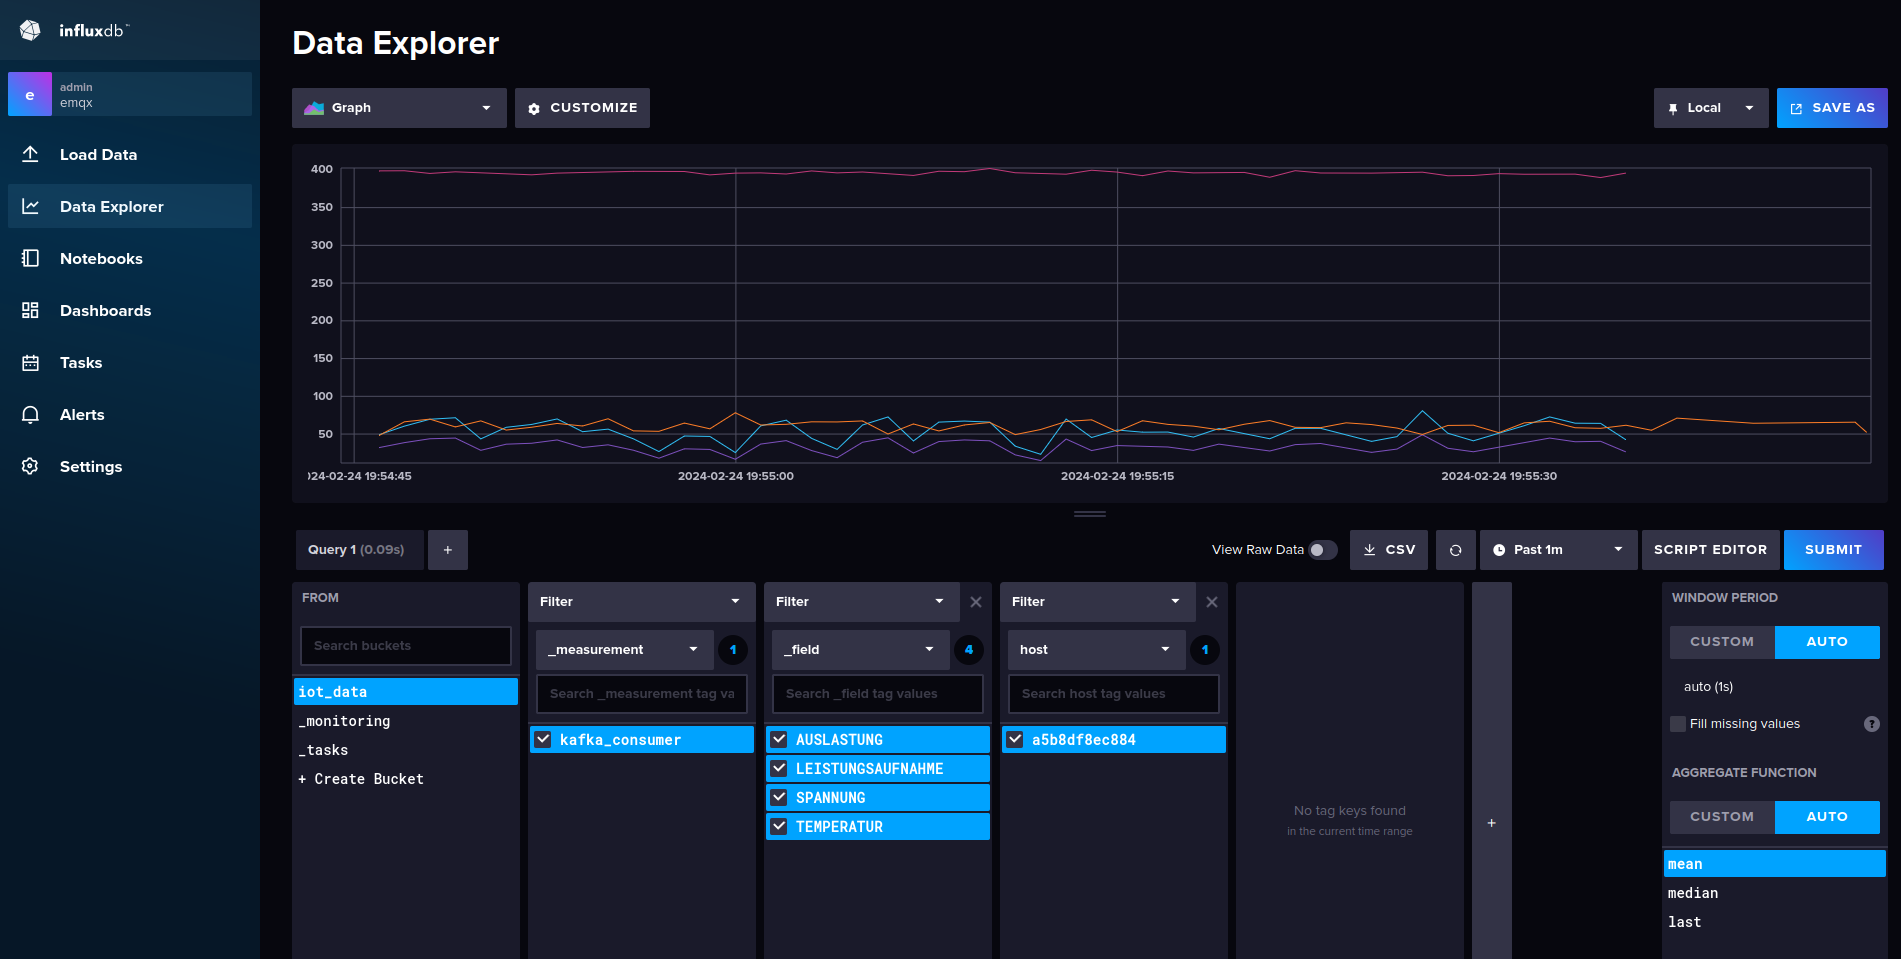 influxdb™
e
admin
emqx
Load Data
Data Explorer
Notebooks
Dashboards
Tasks
Alerts
Settings
Data Explorer
Graph
CUSTOMIZE
Local
SAVE AS
400
350
300
250
200
150
100
50
24-02-24 19:54:45
2024-02-24 19:55:00
2024-02-24 19:55:15
2024-02-24 19:55:30
Query 1 (0.09s)
+
View Raw Data
CSV
Past 1m
SCRIPT EDITOR
SUBMIT
FROM
Search buckets
iot_data
_monitoring
_tasks
+ Create Bucket
Filter
_measurement
1
Search _measurement tag va
kafka_consumer
Filter
_field
4
Search _field tag values
AUSLASTUNG
LEISTUNGSAUFNAHME
SPANNUNG
TEMPERATUR
Filter
host
1
Search host tag values
a5b8df8ec884
No tag keys found
in the current time range
+
WINDOW PERIOD
CUSTOM
AUTO
auto (1s)
Fill missing values
?
AGGREGATE FUNCTION
CUSTOM
AUTO
mean
median
last